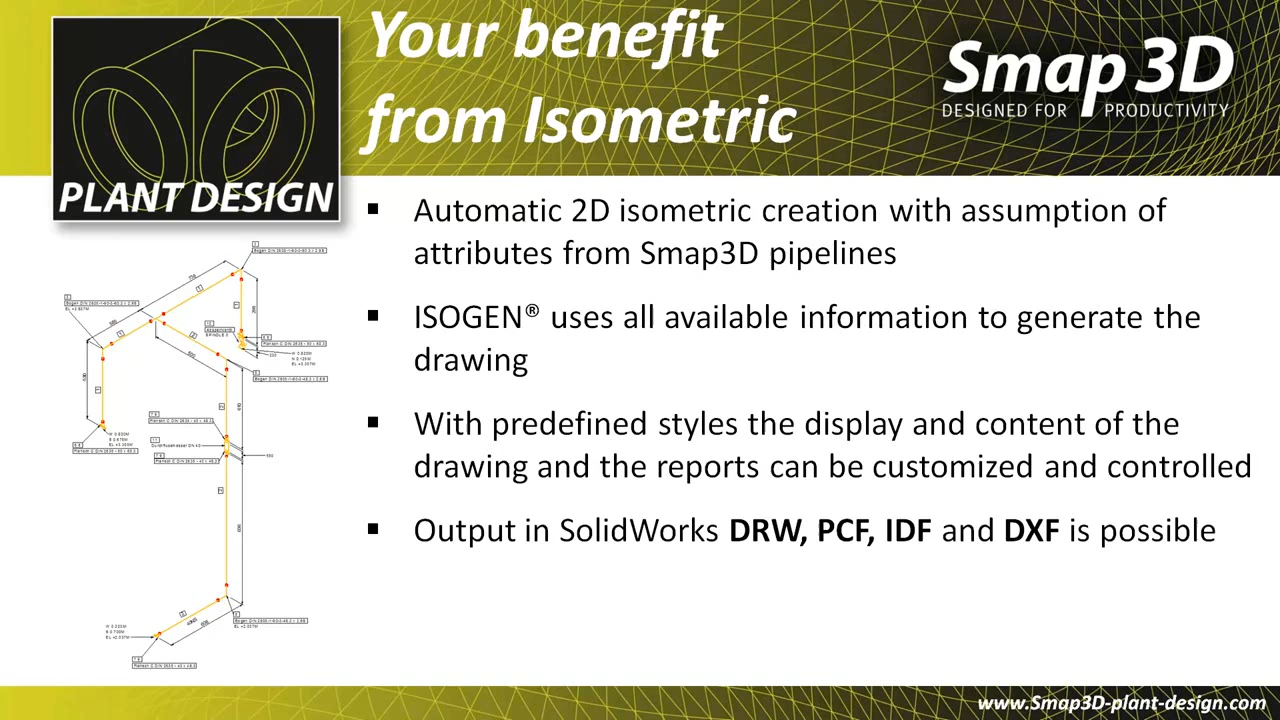 Your benefit
from Isometric
Smap3D
DESIGNED FOR PRODUCTIVITY
PLANT DESIGN
▪ Automatic 2D isometric creation with assumption of
attributes from Smap3D pipelines
▪ ISOGEN® uses all available information to generate the
drawing
▪ With predefined styles the display and content of the
drawing and the reports can be customized and controlled
▪ Output in SolidWorks DRW, PCF, IDF and DXF is possible
www.Smap3D-plant-design.com